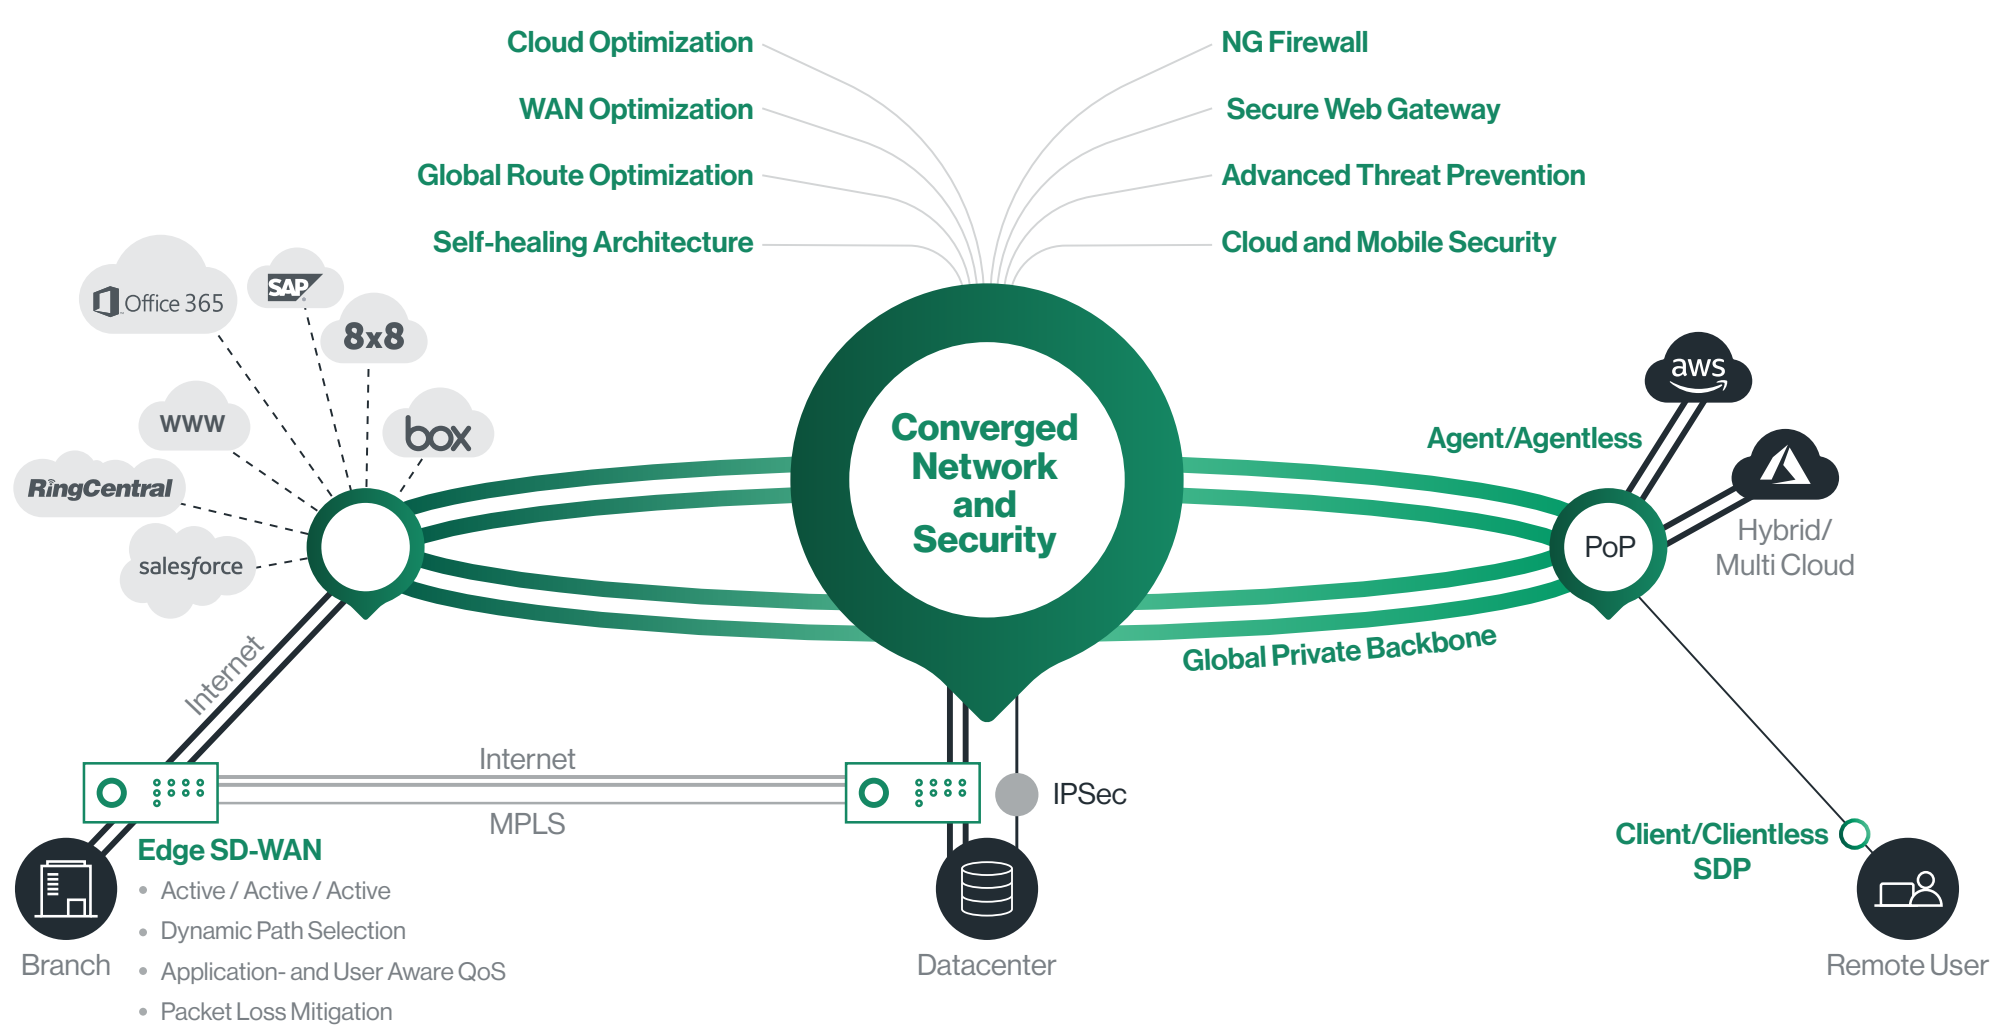 Cloud Optimization
WAN Optimization
Global Route Optimization
Self-healing Architecture
NG Firewall
Secure Web Gateway
Advanced Threat Prevention
Cloud and Mobile Security
Office 365
SAP
8x8
www
box
RingCentral
salesforce
Converged
Network
and
Security
Agent/Agentless
aws
PoP
Hybrid/
Multi Cloud
Global Private Backbone
Internet
Internet
MPLS
IPSec
Edge SD-WAN
• Active / Active / Active
• Dynamic Path Selection
• Application- and User Aware QoS
• Packet Loss Mitigation
Branch
Datacenter
Client/Clientless
SDP
Remote User